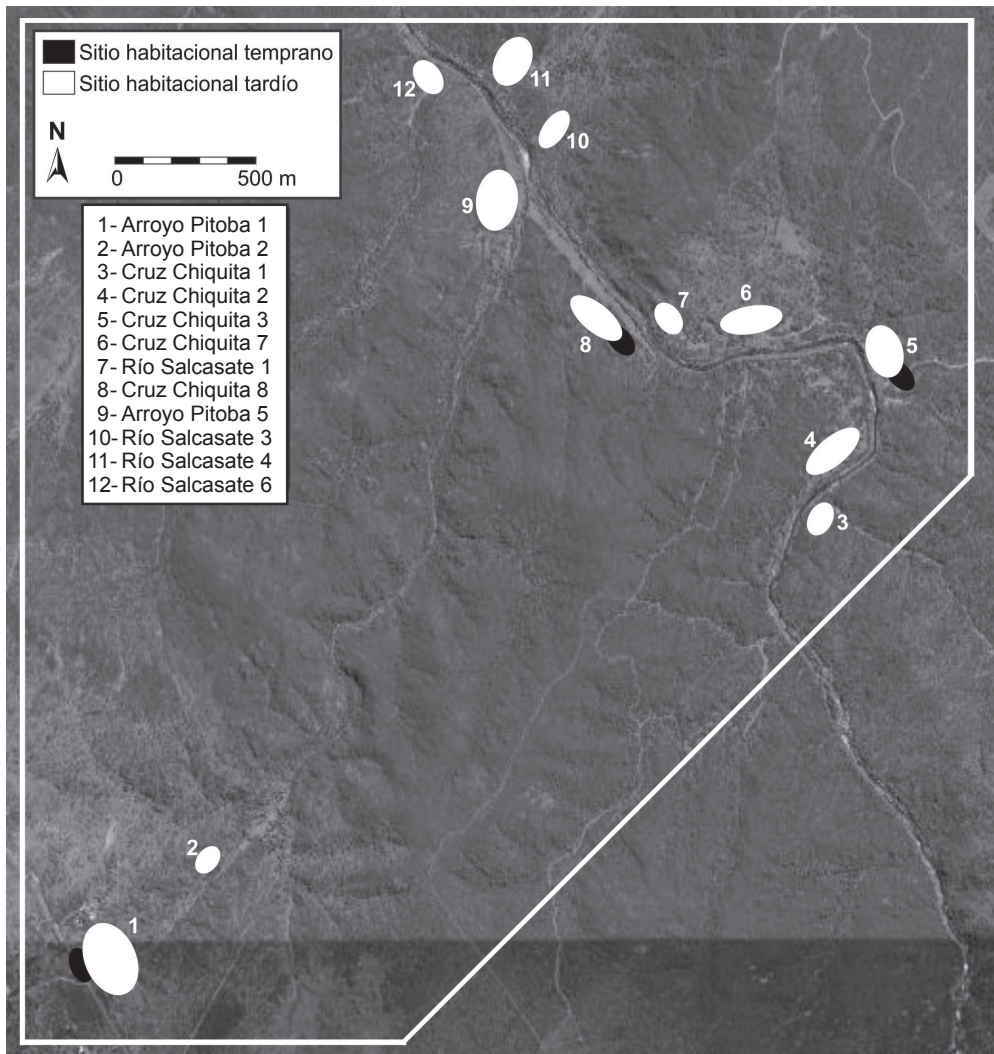 Sitio habitacional temprano
Sitio habitacional tardío
N
0 500 m
1- Arroyo Pitoba 1
2- Arroyo Pitoba 2
3- Cruz Chiquita 1
4- Cruz Chiquita 2
5- Cruz Chiquita 3
6- Cruz Chiquita 7
7- Río Salcasate 1
8- Cruz Chiquita 8
9- Arroyo Pitoba 5
10- Río Salcasate 3
11- Río Salcasate 4
12- Río Salcasate 6
12
11
10
9
8
7
6
5
4
3
2
1